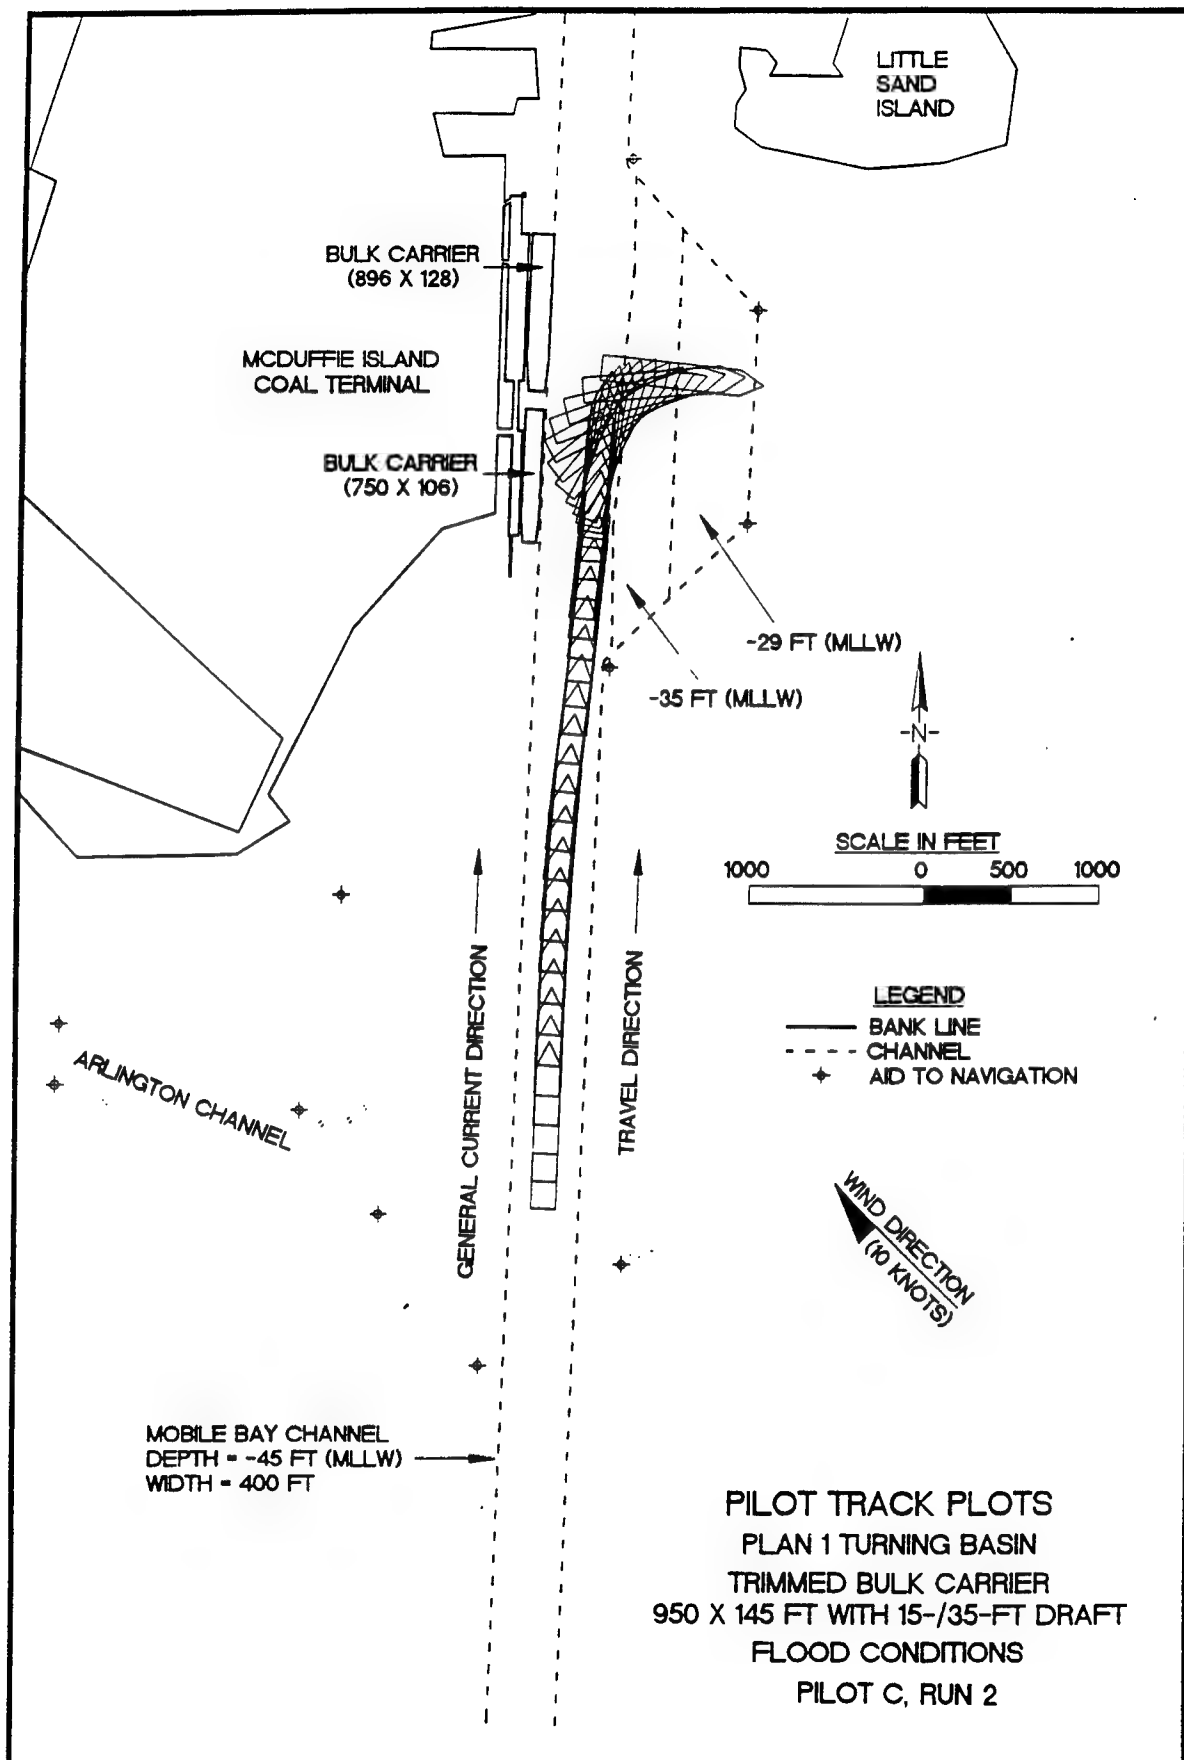 LITTLE
SAND
ISLAND
BULK CARRIER
(896 X 128)
MCDUFFIE ISLAND
COAL TERMINAL
BULK CARRIER
(750 X 106)
-29 FT (MLLW)
-35 FT (MLLW)
-N-
SCALE IN FEET
1000 0 500 1000
GENERAL CURRENT DIRECTION
TRAVEL DIRECTION
LEGEND
BANK LINE
CHANNEL
AID TO NAVIGATION
ARLINGTON CHANNEL
WIND DIRECTION
(10 KNOTS)
MOBILE BAY CHANNEL
DEPTH = -45 FT (MLLW)
WIDTH = 400 FT
PILOT TRACK PLOTS
PLAN 1 TURNING BASIN
TRIMMED BULK CARRIER
950 X 145 FT WITH 15-/35-FT DRAFT
FLOOD CONDITIONS
PILOT C, RUN 2